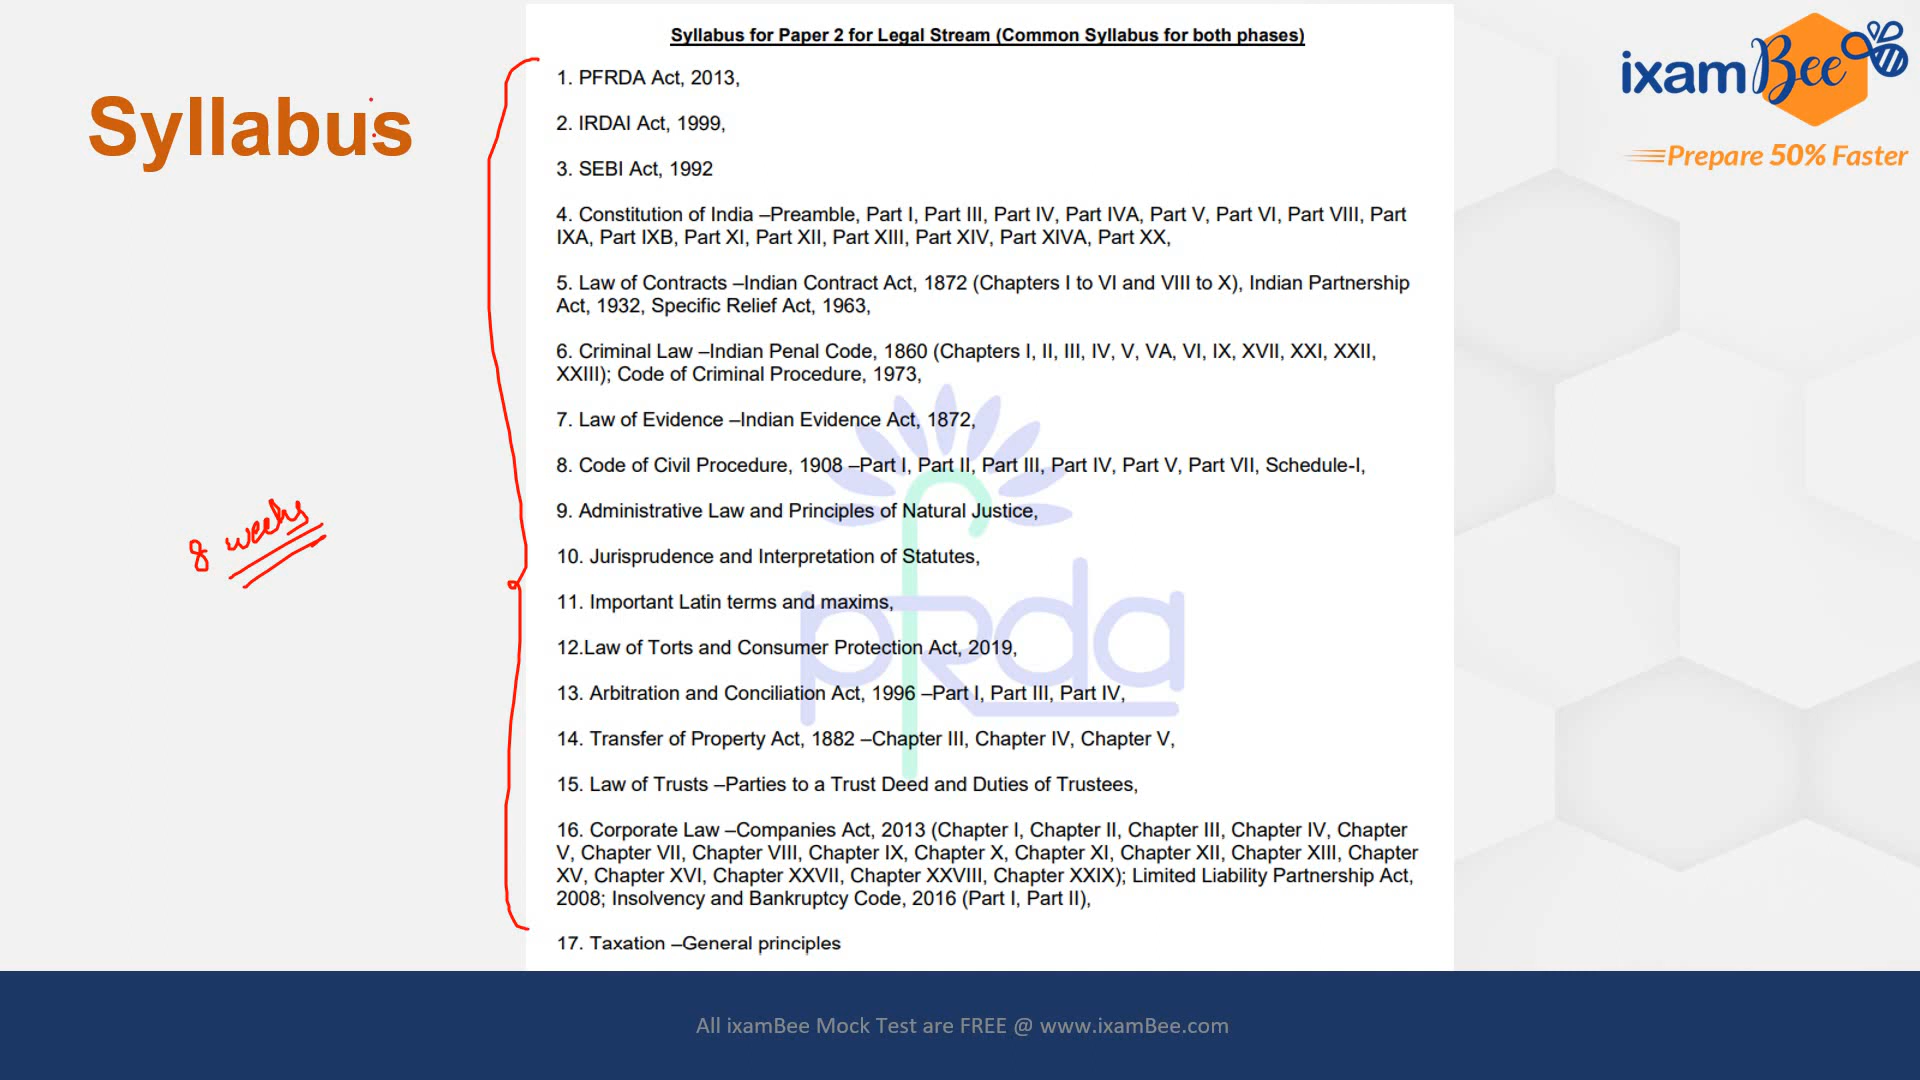 Syllabus for Paper 2 for Legal Stream (Common Syllabus for both phases)
ixamBee
Prepare 50% Faster
Syllabus
1. PFRDA Act, 2013,
2. IRDAI Act, 1999,
3. SEBI Act, 1992
4. Constitution of India –Preamble, Part I, Part III, Part IV, Part IVA, Part V, Part VI, Part VIII, Part
IXA, Part IXB, Part XI, Part XII, Part XIII, Part XIV, Part XIVA, Part XX,
5. Law of Contracts –Indian Contract Act, 1872 (Chapters I to VI and VIII to X), Indian Partnership
Act, 1932, Specific Relief Act, 1963,
6. Criminal Law –Indian Penal Code, 1860 (Chapters I, II, III, IV, V, VA, VI, IX, XVII, XXI, XXII,
XXIII); Code of Criminal Procedure, 1973,
7. Law of Evidence –Indian Evidence Act, 1872,
8. Code of Civil Procedure, 1908 –Part I, Part II, Part III, Part IV, Part V, Part VII, Schedule-I,
9. Administrative Law and Principles of Natural Justice,
10. Jurisprudence and Interpretation of Statutes,
11. Important Latin terms and maxims,
12.Law of Torts and Consumer Protection Act, 2019,
13. Arbitration and Conciliation Act, 1996 –Part I, Part III, Part IV,
14. Transfer of Property Act, 1882 –Chapter III, Chapter IV, Chapter V,
15. Law of Trusts –Parties to a Trust Deed and Duties of Trustees,
16. Corporate Law –Companies Act, 2013 (Chapter I, Chapter II, Chapter III, Chapter IV, Chapter
V, Chapter VII, Chapter VIII, Chapter IX, Chapter X, Chapter XI, Chapter XII, Chapter XIII, Chapter
XV, Chapter XVI, Chapter XXVII, Chapter XXVIII, Chapter XXIX); Limited Liability Partnership Act,
2008; Insolvency and Bankruptcy Code, 2016 (Part I, Part II),
17. Taxation –General principles
8 weeks
pfrda
All ixamBee Mock Test are FREE @ www.ixamBee.com